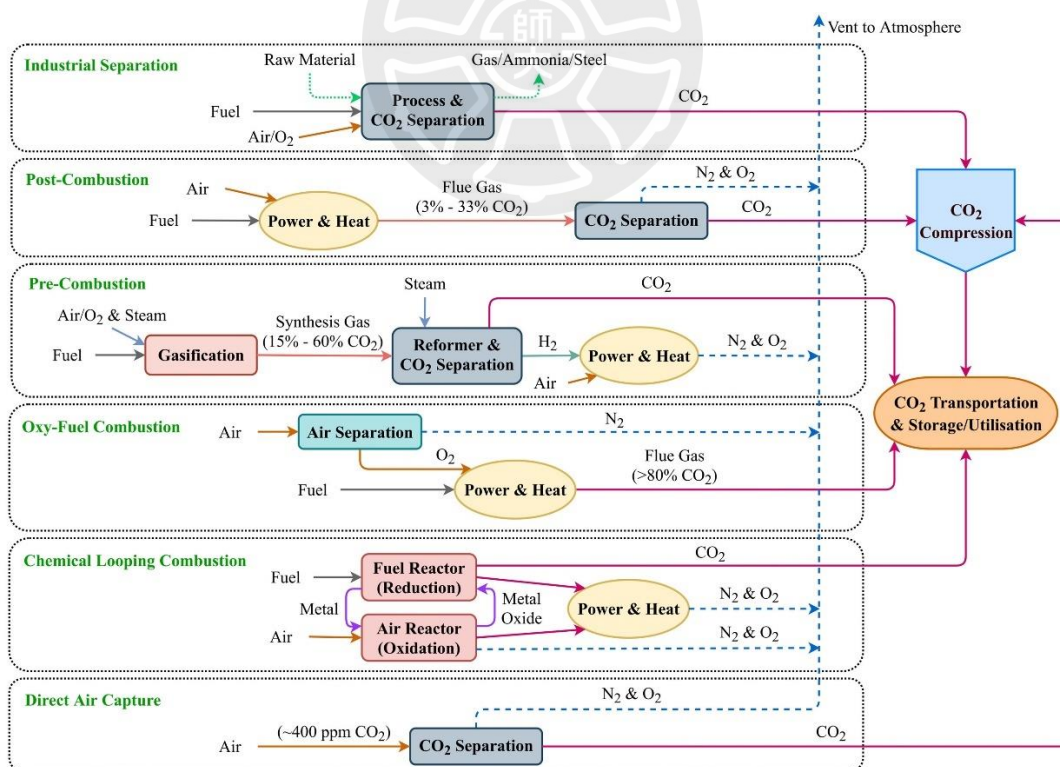 Vent to Atmosphere
Industrial Separation
Raw Material
Gas/Ammonia/Steel
Fuel
Air/O2
Process &
CO2 Separation
CO2
Post-Combustion
Air
Fuel
Power & Heat
Flue Gas
(3% - 33% CO2)
CO2 Separation
N2 & O2
CO2
CO2
Compression
Pre-Combustion
Air/O2 & Steam
Fuel
Gasification
Synthesis Gas
(15% - 60% CO2)
Steam
Reformer &
CO2 Separation
CO2
H2
Air
Power & Heat
N2 & O2
CO2 Transportation
& Storage/Utilisation
Oxy-Fuel Combustion
Air
Air Separation
N2
O2
Fuel
Power & Heat
Flue Gas
(>80% CO2)
Chemical Looping Combustion
Fuel
Fuel Reactor
(Reduction)
CO2
Metal
Metal
Oxide
Air
Air Reactor
(Oxidation)
Power & Heat
N2 & O2
N2 & O2
Direct Air Capture
Air
(~400 ppm CO2)
CO2 Separation
N2 & O2
CO2
師
大